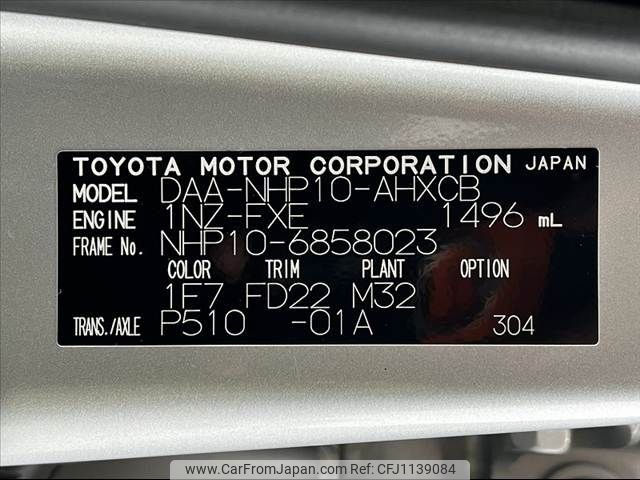 TOYOTA MOTOR CORPORATION JAPAN
MODEL DAA-NHP10-AHXCB
ENGINE 1NZ-FXE 1496 mL
FRAME No. NHP10-6858023
COLOR TRIM PLANT OPTION
1F7 FD22 M32
TRANS./AXLE P510 -01A 304
www.CarFromJapan.com CFJ1139084